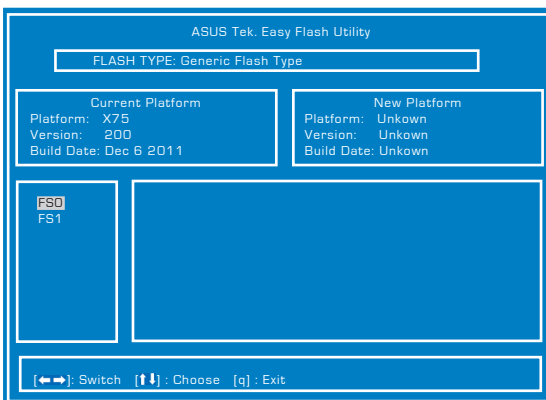 ASUS Tek. Easy Flash Utility
FLASH TYPE: Generic Flash Type
Current Platform
Platform: X75
Version: 200
Build Date: Dec 6 2011
New Platform
Platform: Unkown
Version: Unkown
Build Date: Unkown
FS0
FS1
[←→]: Switch [↑↓] : Choose [q] : Exit